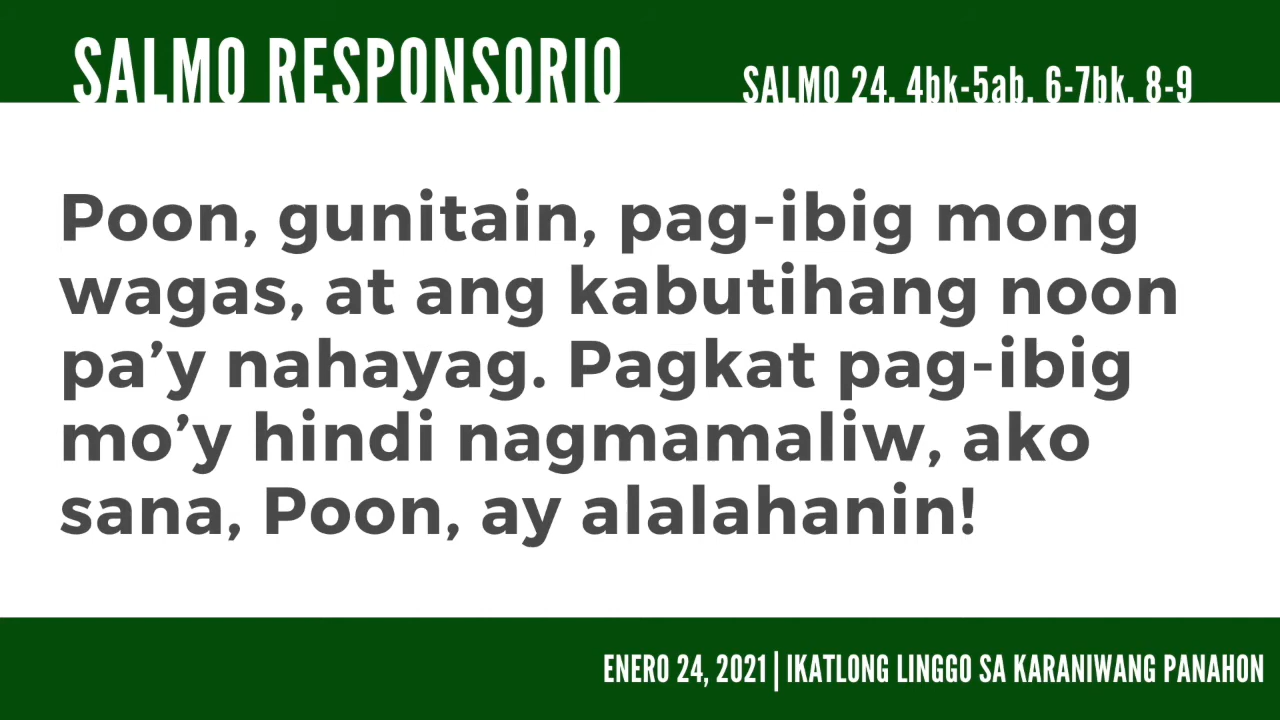 SALMO RESPONSORIO
SALMO 24, 4bk-5ab, 6-7bk, 8-9
Poon, gunitain, pag-ibig mong
wagas, at ang kabutihang noon
pa’y nahayag. Pagkat pag-ibig
mo’y hindi nagmamaliw, ako
sana, Poon, ay alalahanin!
ENERO 24, 2021 | IKATLONG LINGGO SA KARANIWANG PANAHON